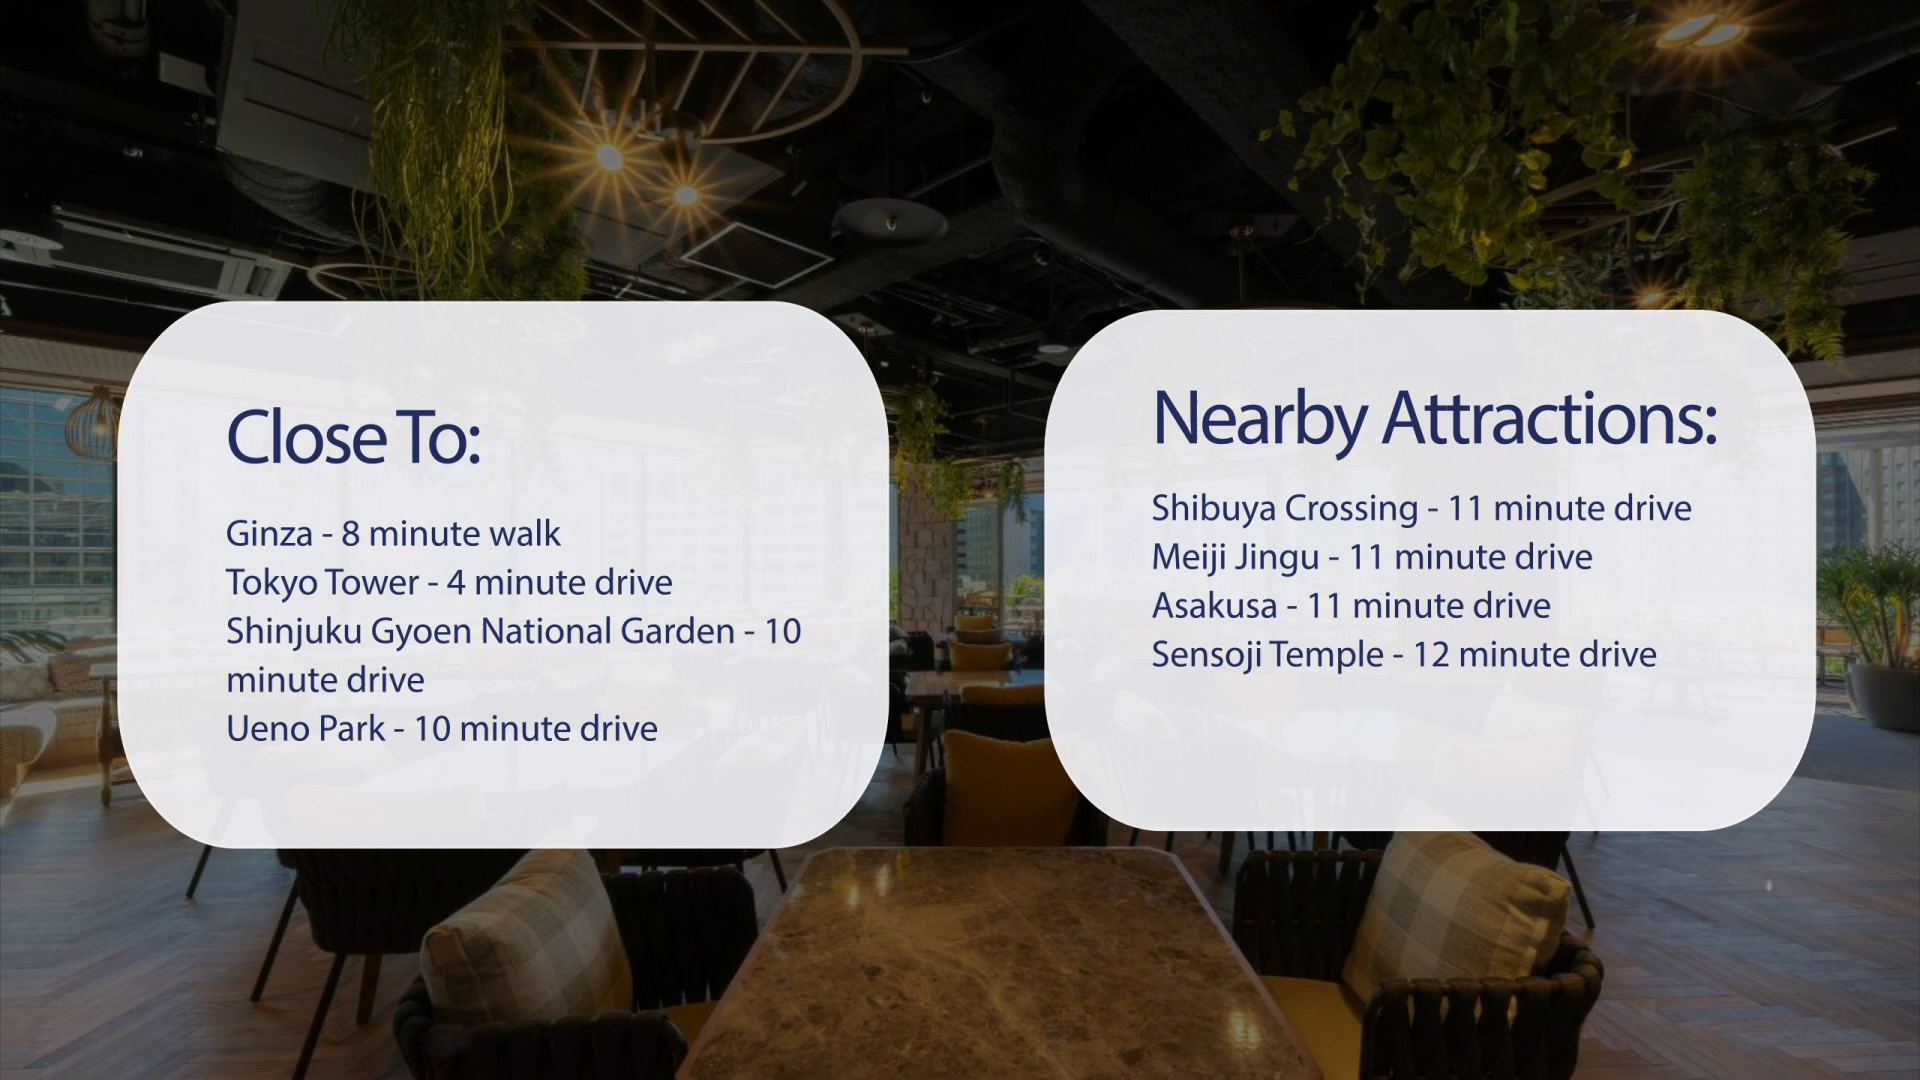 Close To:
Ginza - 8 minute walk
Tokyo Tower - 4 minute drive
Shinjuku Gyoen National Garden - 10
minute drive
Ueno Park - 10 minute drive
Nearby Attractions:
Shibuya Crossing - 11 minute drive
Meiji Jingu - 11 minute drive
Asakusa - 11 minute drive
Sensoji Temple - 12 minute drive